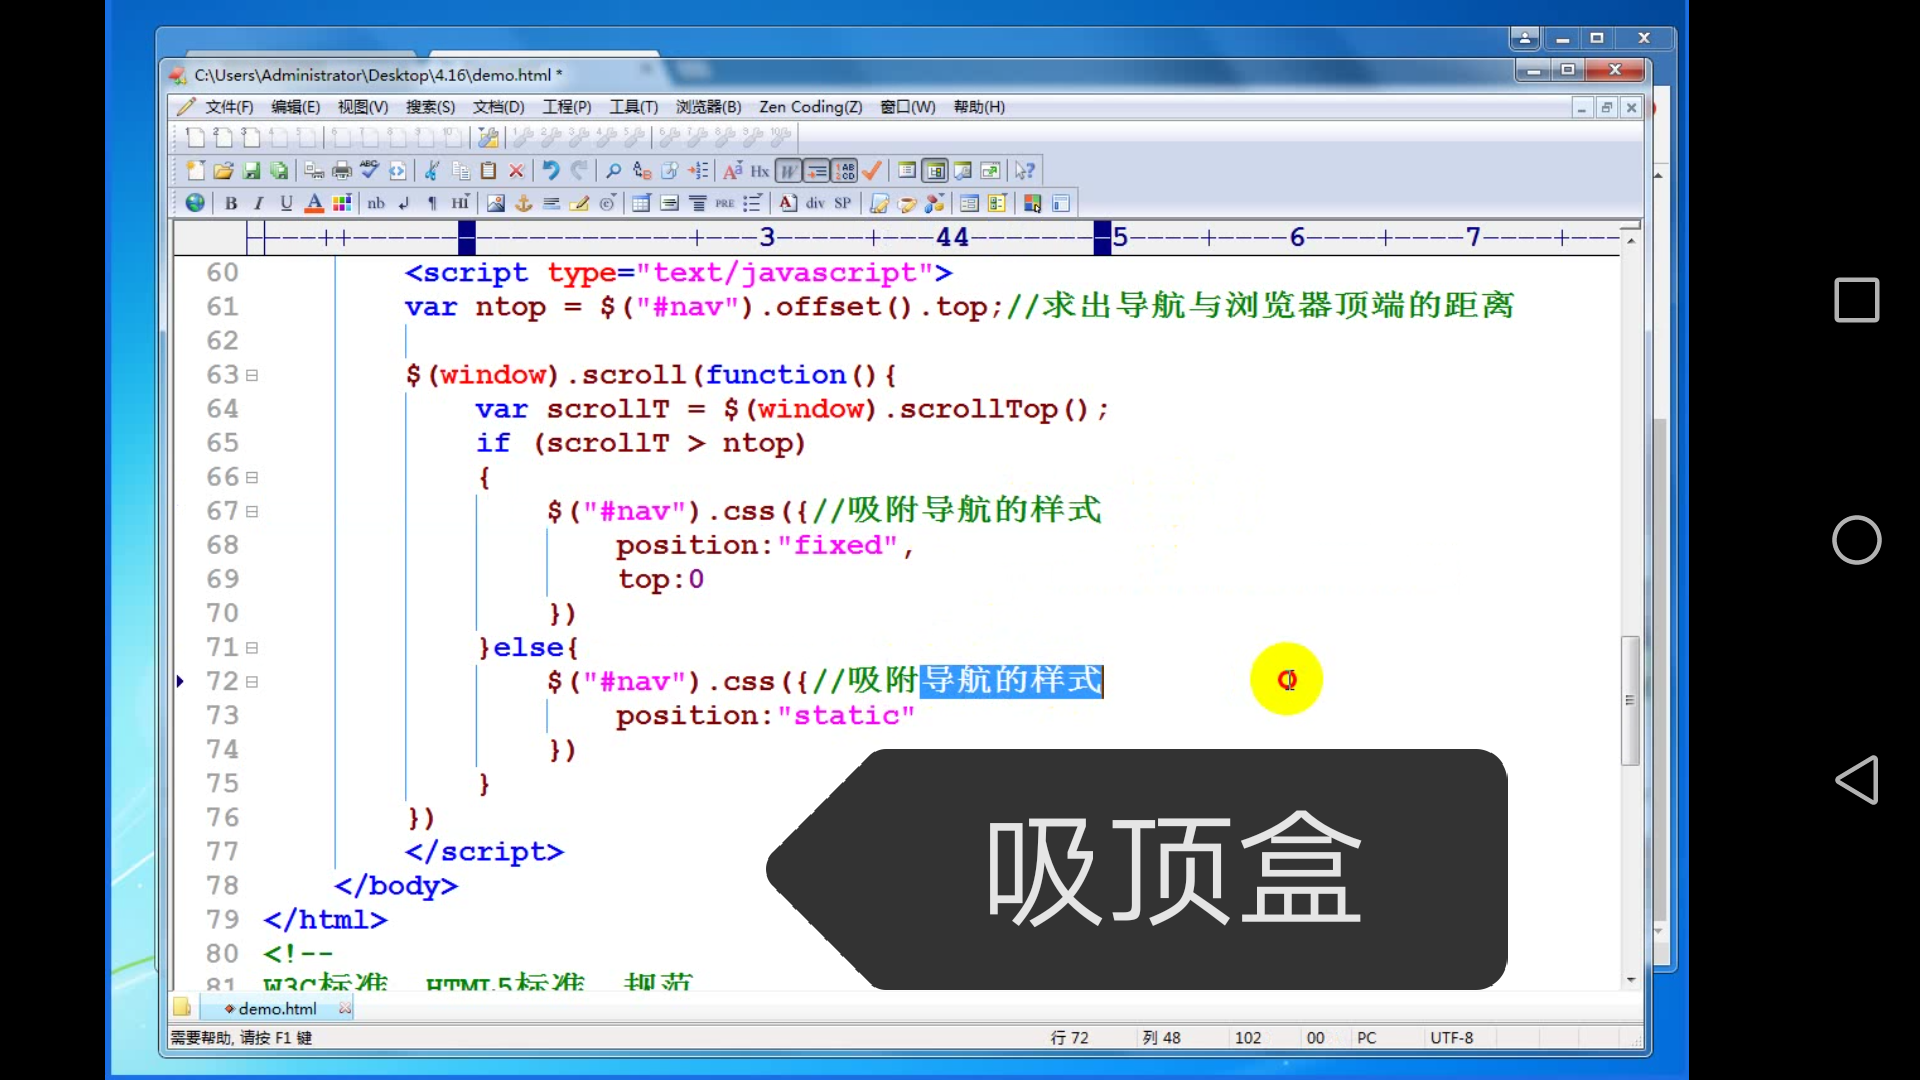 C:\Users\Administrator\Desktop\4.16\demo.html *
文件(F) 编辑(E) 视图(V) 搜索(S) 文档(D) 工程(P) 工具(T) 浏览器(B) Zen Coding(Z) 窗口(W) 帮助(H)
B I U A nb ¶ HI PRE A div SP
3 44 5 6 7
60 <script type="text/javascript">
61 var ntop = $("#nav").offset().top;//求出导航与浏览器顶端的距离
62
63 $(window).scroll(function(){
64 var scrollT = $(window).scrollTop();
65 if (scrollT > ntop)
66 {
67 $("#nav").css({//吸附导航的样式
68 position:"fixed",
69 top:0
70 })
71 }else{
72 $("#nav").css({//吸附导航的样式
73 position:"static"
74 })
75 }
76 })
77 </script>
78 </body>
79 </html>
80 <!--
81 W3C标准 HTML5标准 规范
吸顶盒
demo.html
需要帮助, 请按 F1 键 行 72 列 48 102 00 PC UTF-8